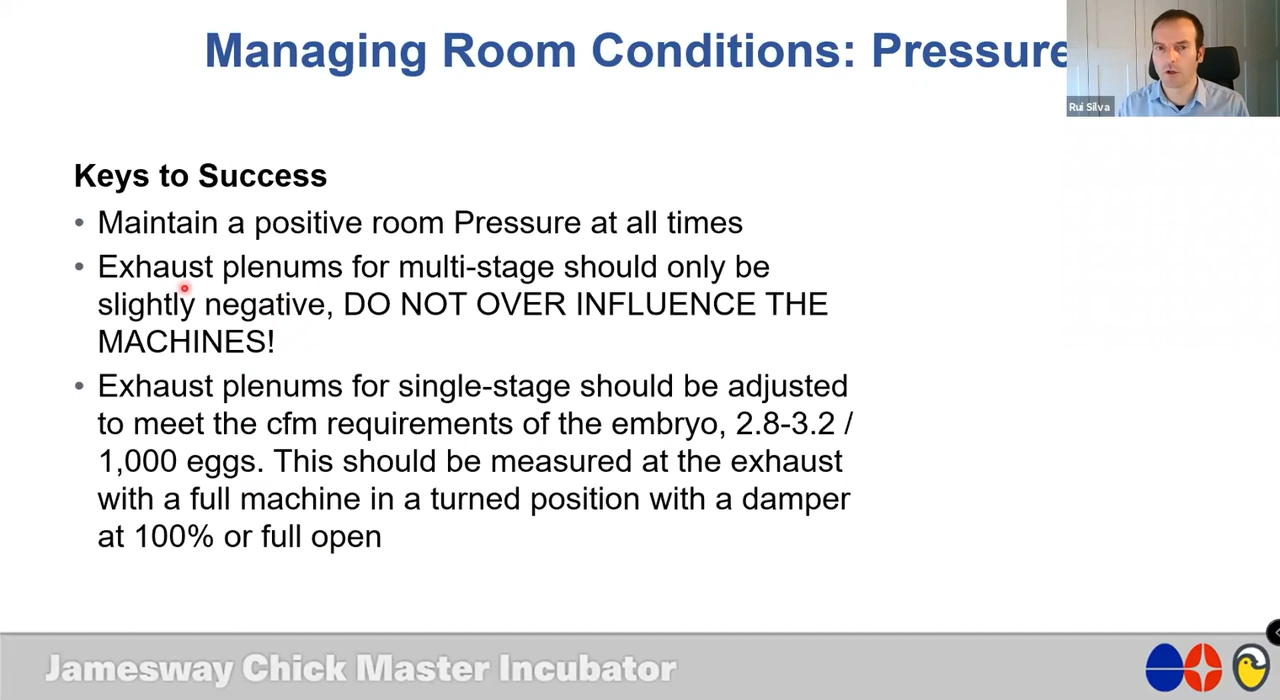 Managing Room Conditions: Pressure
Rui Silva
Keys to Success
• Maintain a positive room Pressure at all times
• Exhaust plenums for multi-stage should only be
slightly negative, DO NOT OVER INFLUENCE THE
MACHINES!
• Exhaust plenums for single-stage should be adjusted
to meet the cfm requirements of the embryo, 2.8-3.2 /
1,000 eggs. This should be measured at the exhaust
with a full machine in a turned position with a damper
at 100% or full open
Jamesway Chick Master Incubator